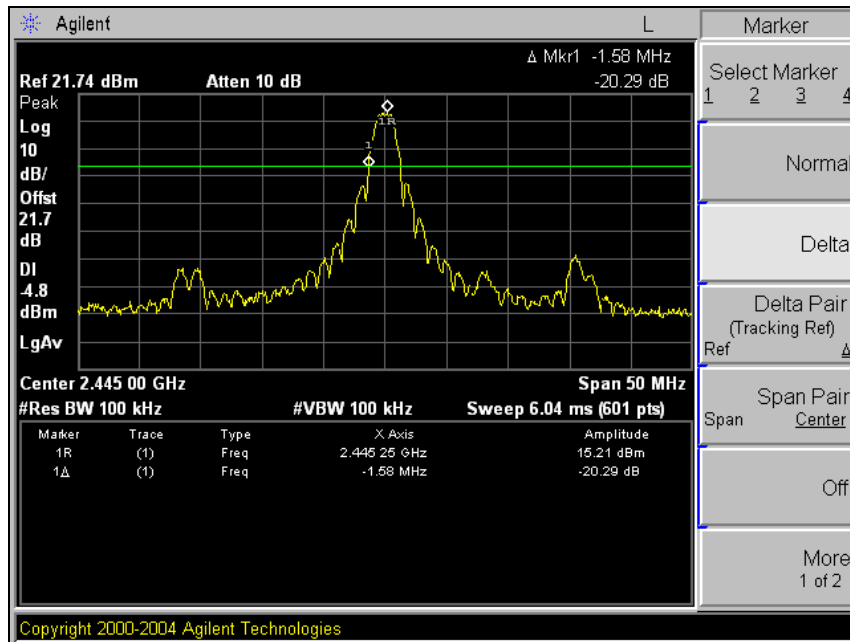 Agilent L Marker
Δ Mkr1 -1.58 MHz
Ref 21.74 dBm Atten 10 dB -20.29 dB
Peak
Log
10
dB/
Offst
21.7
dB
DI
-4.8
dBm
LgAv
1R
1
Center 2.445 00 GHz Span 50 MHz
#Res BW 100 kHz #VBW 100 kHz Sweep 6.04 ms (601 pts)
Marker Trace Type X Axis Amplitude
1R (1) Freq 2.445 25 GHz 15.21 dBm
1Δ (1) Freq -1.58 MHz -20.29 dB
Select Marker
1 2 3 4
Normal
Delta
Delta Pair
(Tracking Ref)
Ref Δ
Span Pair
Span Center
Off
More
1 of 2
Copyright 2000-2004 Agilent Technologies